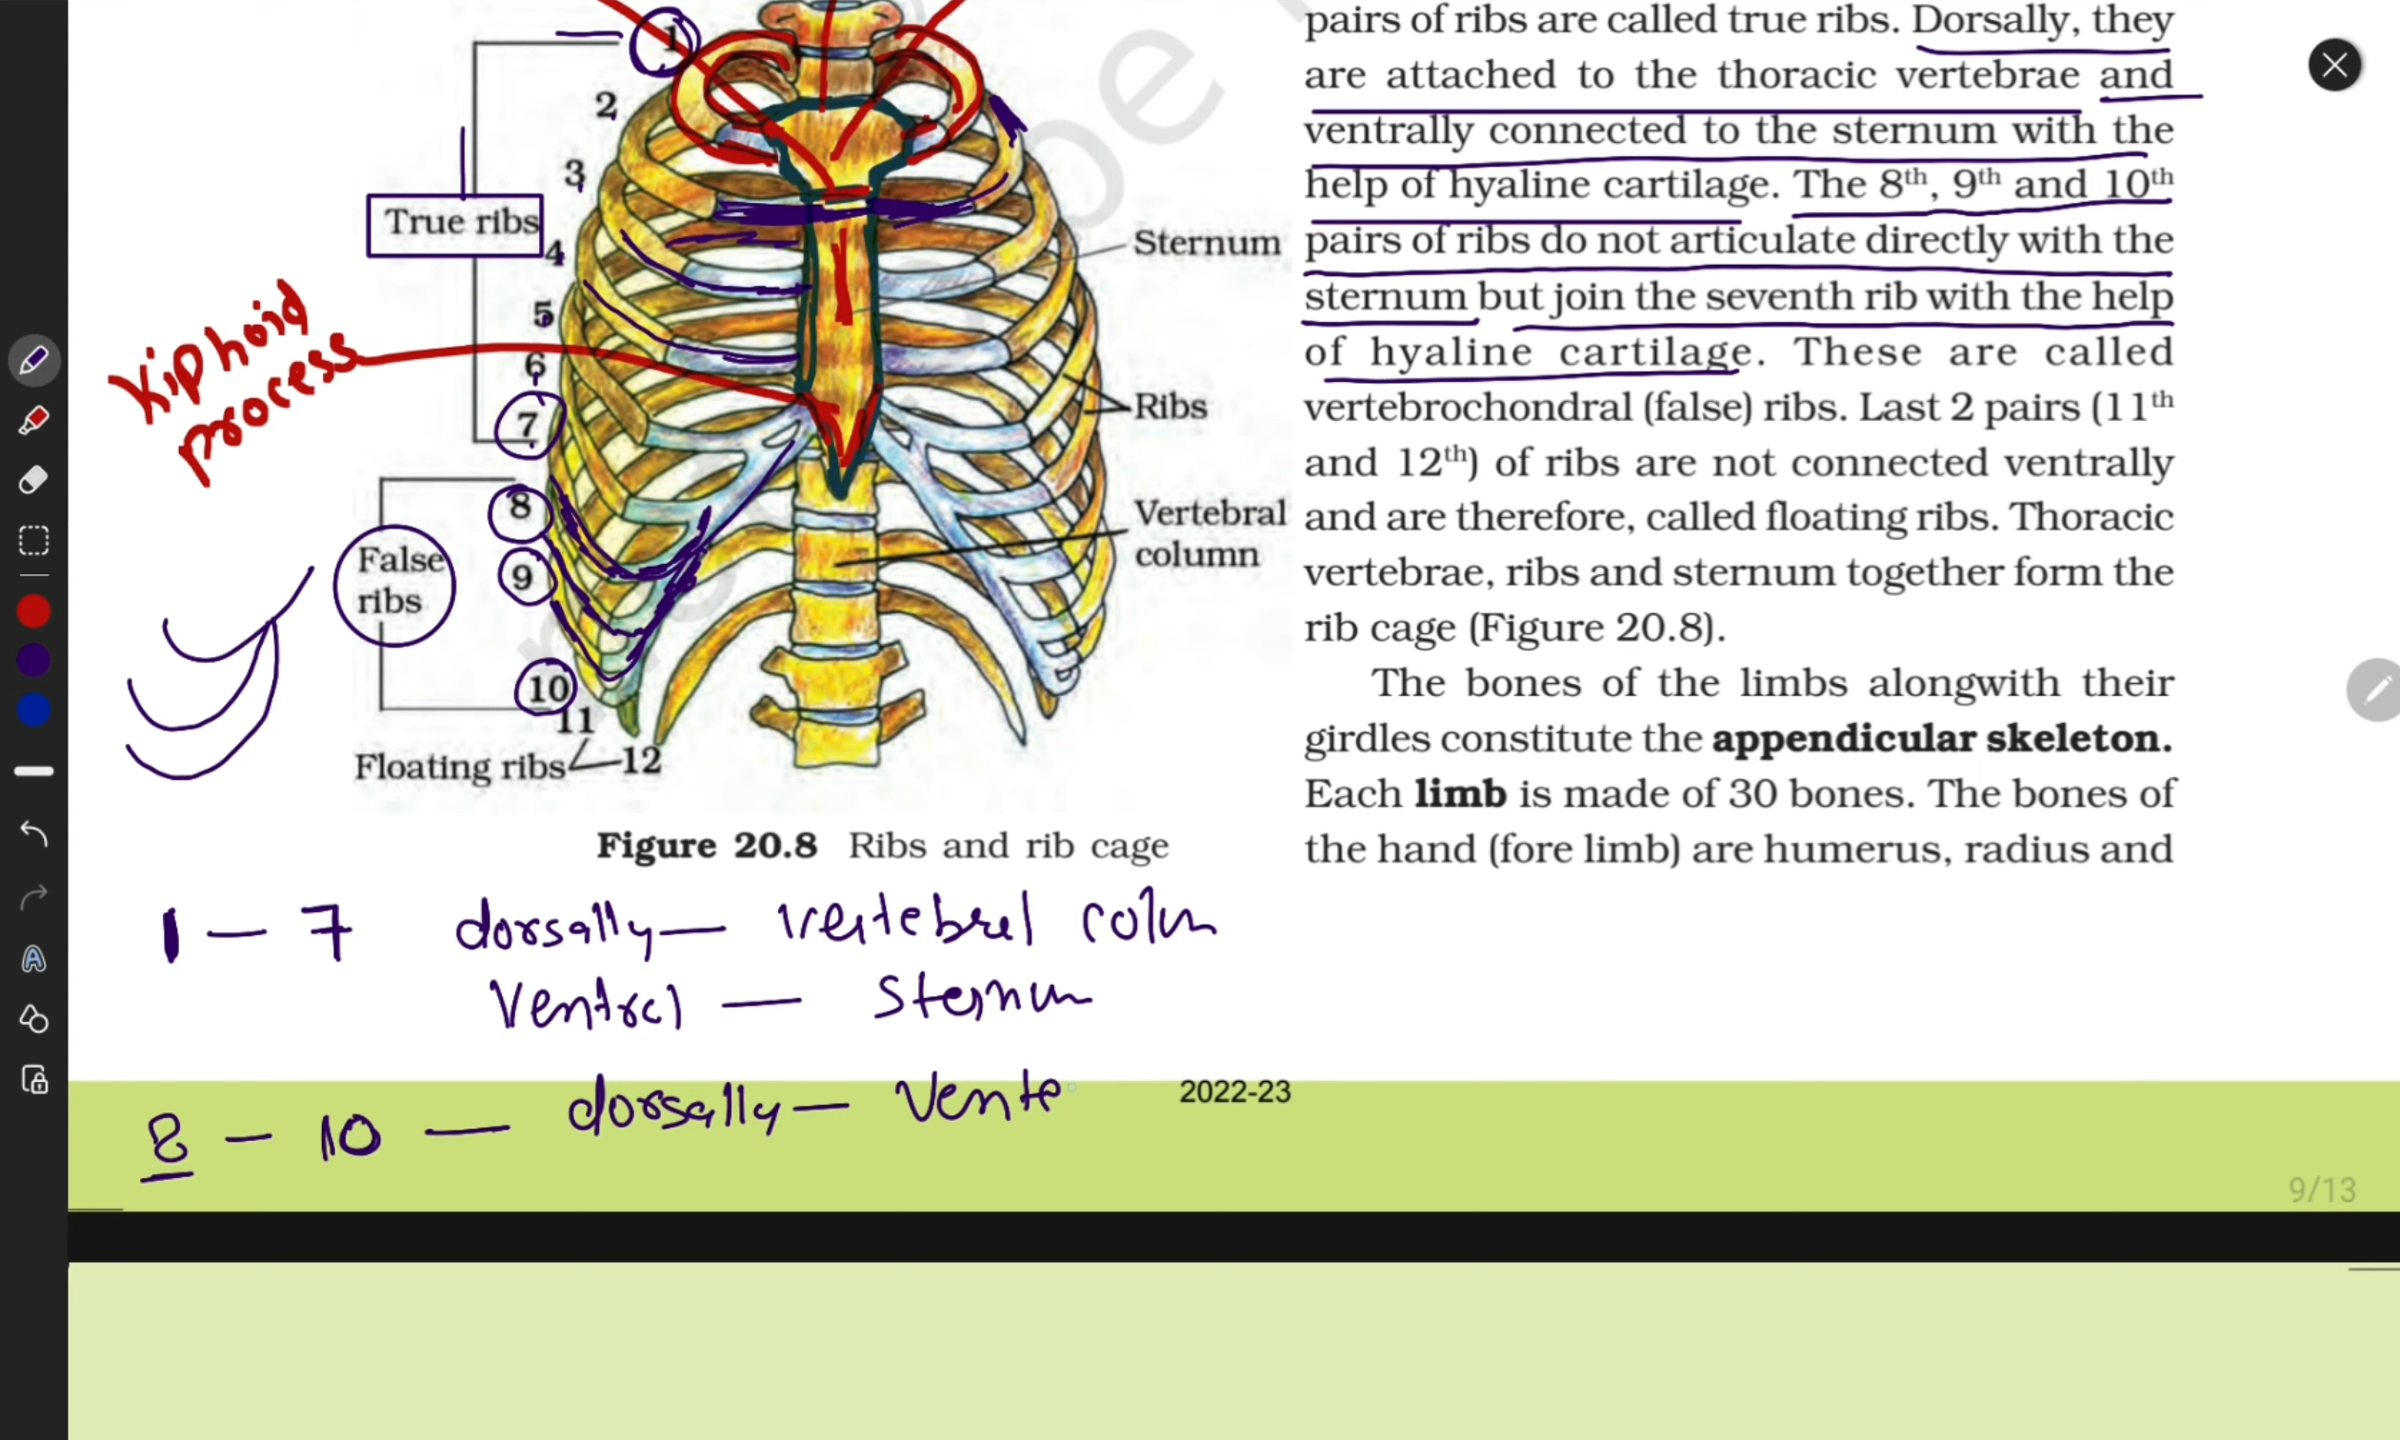 1
2
3
True ribs
4
5
6
7
8
False
ribs
9
10
11
Floating ribs 12
Sternum
Ribs
Vertebral
column
Xiphoid
process
Figure 20.8 Ribs and rib cage
pairs of ribs are called true ribs. Dorsally, they
are attached to the thoracic vertebrae and
ventrally connected to the sternum with the
help of hyaline cartilage. The 8th, 9th and 10th
pairs of ribs do not articulate directly with the
sternum but join the seventh rib with the help
of hyaline cartilage. These are called
vertebrochondral (false) ribs. Last 2 pairs (11th
and 12th) of ribs are not connected ventrally
and are therefore, called floating ribs. Thoracic
vertebrae, ribs and sternum together form the
rib cage (Figure 20.8).
The bones of the limbs alongwith their
girdles constitute the appendicular skeleton.
Each limb is made of 30 bones. The bones of
the hand (fore limb) are humerus, radius and
1 – 7 dorsally —
ventral —
8 – 10 — dorsally — Vente
2022-23
9/13